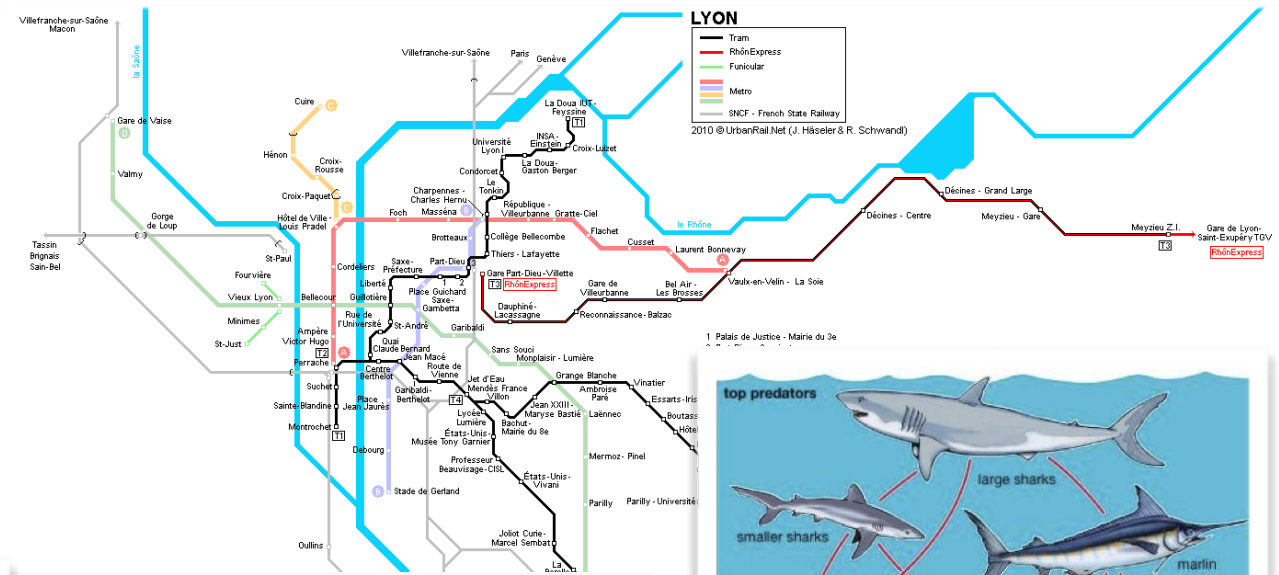 LYON
Tram
RhônExpress
Funicular
Metro
SNCF - French State Railway
2010 © UrbanRail.Net (J. Häseler & R. Schwandl)
Villefranche-sur-Saône
Macon
la Saône
Gare de Vaise
D
Valmy
Gorge
de Loup
Tassin
Brignais
Sain-Bel
St-Paul
Fourvière
Vieux Lyon
Minimes
St-Just
Cuire
C
Hénon
Croix-
Rousse
Croix-Paquet
C
Hôtel de Ville -
Louis Pradel
Cordeliers
Bellecour
Ampère
Victor Hugo
T2
Perrache
A
Suchet
Sainte-Blandine
Montrochet
T1
Oullins
Villefranche-sur-Saône
Paris
Genève
La Doua IUT -
Feyssine
T1
Croix-Luizet
INSA-
Einstein
La Doua-
Gaston Berger
Université
Lyon I
Condorcet
Le
Tonkin
Charpennes -
Charles Hernu
B
Foch
Masséna
République -
Villeurbanne
Gratte-Ciel
Flachet
Cusset
Laurent Bonnevay
A
Vaulx-en-Velin - La Soie
Brotteaux
Collège Bellecombe
Thiers - Lafayette
Part-Dieu
3
Saxe-
Préfecture
1
2
Liberté
Place Guichard
Saxe-
Gambetta
Guillotière
Rue de
l'Université
St-André
Quai
Claude Bernard
Garibaldi
Jean Macé
Centre
Berthelot
Route de
Vienne
Garibaldi-
Berthelot
Place
Jean Jaurès
Debourg
B
Stade de Gerland
Gare Part-Dieu-Villette
T3
RhônExpress
Dauphiné-
Lacassagne
Gare de
Villeurbanne
Reconnaissance-Balzac
Bel Air -
Les Brosses
le Rhône
Décines - Centre
Décines - Grand Large
Meyzieu - Gare
Meyzieu Z.I.
T3
Gare de Lyon-
Saint-Exupéry TGV
RhônExpress
Sans Souci
Monplaisir - Lumière
Grange Blanche
Ambroise
Paré
Vinatier
Essarts-Iris
Laënnec
Mermoz - Pinel
Parilly
Parilly - Université
Jet d'Eau
Mendès France
Villon
T4
Lycée
Lumière
Jean XXIII -
Maryse Bastié
Bachut-
Mairie du 8e
États-Unis-
Musée Tony Garnier
Professeur
Beauvisage-CISL
États-Unis-
Viviani
Joliot Curie-
Marcel Sembat
1 Palais de Justice - Mairie du 3e
top predators
large sharks
smaller sharks
marlin